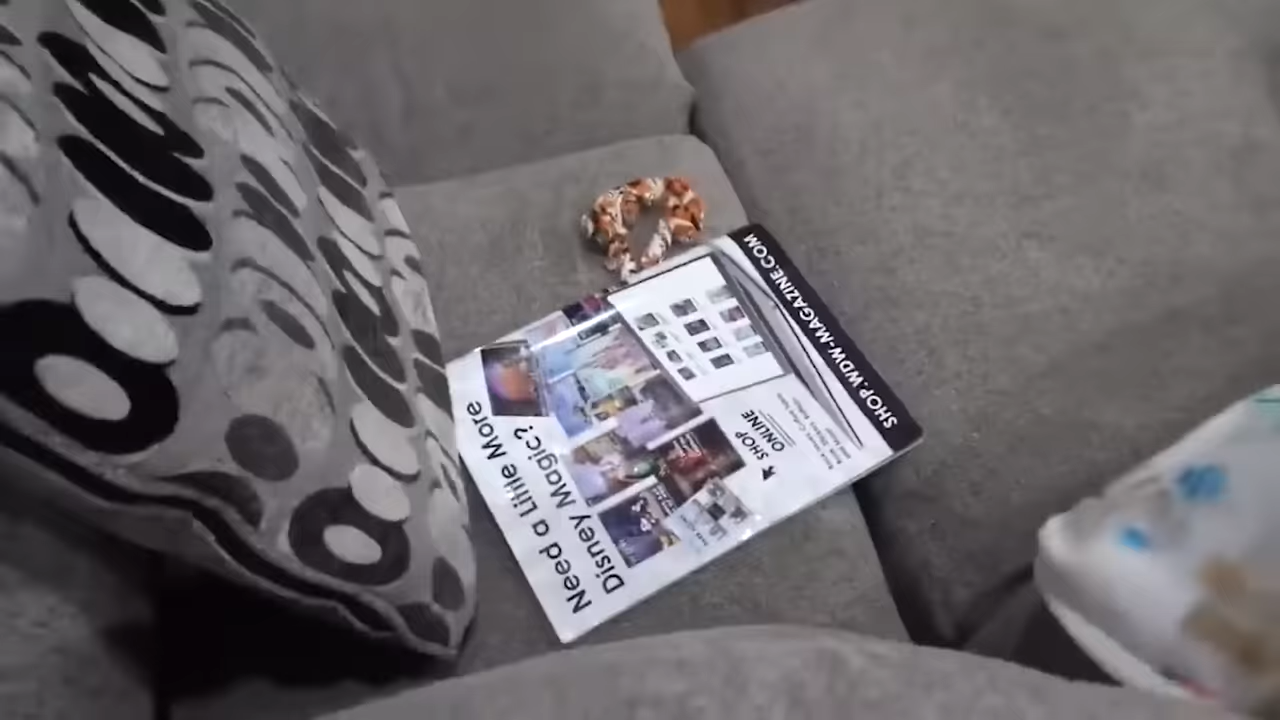 Need a Little More
Disney Magic?
SHOP
ONLINE
SHOP.WDW-MAGAZINE.COM